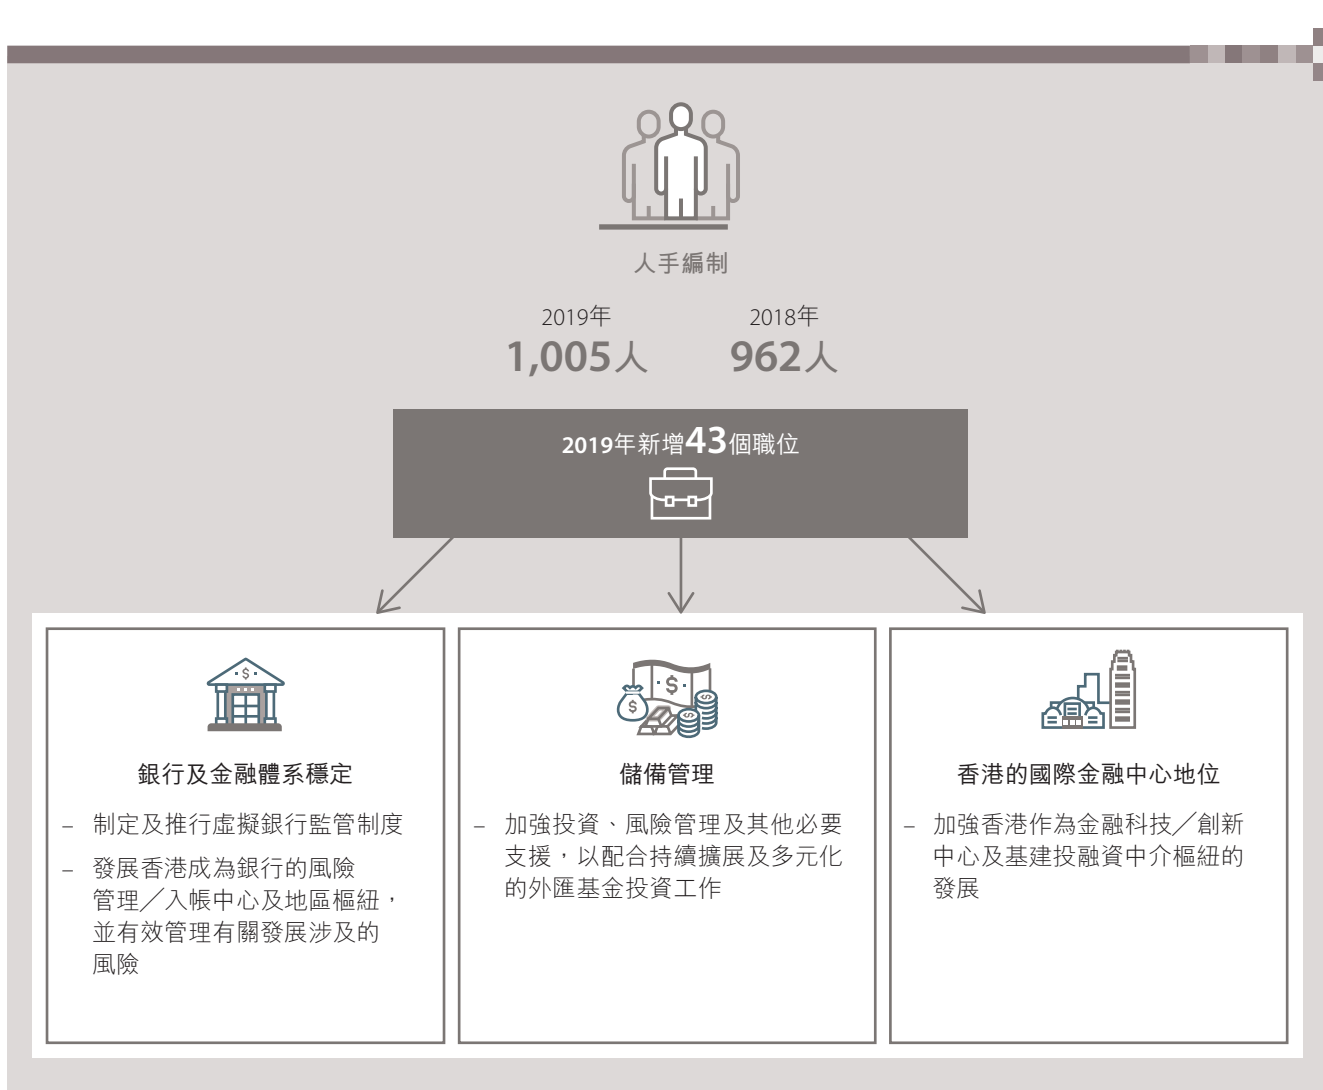 人手編制
2019年 2018年
1,005人 962人
2019年新增43個職位
銀行及金融體系穩定
– 制定及推行虛擬銀行監管制度
– 發展香港成為銀行的風險
管理╱入帳中心及地區樞紐，
並有效管理有關發展涉及的
風險
儲備管理
– 加強投資、風險管理及其他必要
支援，以配合持續擴展及多元化
的外匯基金投資工作
香港的國際金融中心地位
– 加強香港作為金融科技╱創新
中心及基建投融資中介樞紐的
發展